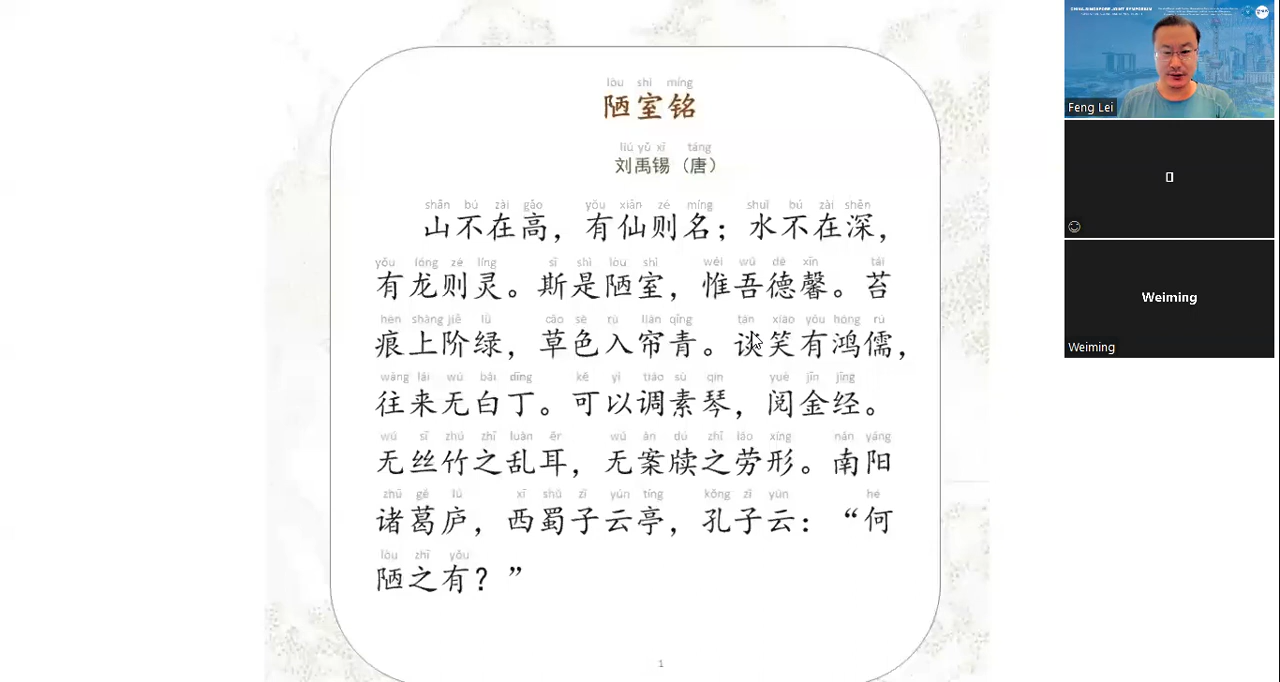 lòu shì míng
陋室铭
liú yǔ xī táng
刘禹锡（唐）
shān bú zài gāo yǒu xiān zé míng shuǐ bú zài shēn
山不在高，有仙则名；水不在深，
yǒu lóng zé líng sī shì lòu shì wéi wú dé xīn tái
有龙则灵。斯是陋室，惟吾德馨。苔
hén shàng jiē lǜ cǎo sè rù lián qīng tán xiào yǒu hóng rú
痕上阶绿，草色入帘青。谈笑有鸿儒，
wǎng lái wú bái dīng kě yǐ tiáo sù qín yuè jīn jīng
往来无白丁。可以调素琴，阅金经。
wú sī zhú zhī luàn ěr wú àn dú zhī láo xíng nán yáng
无丝竹之乱耳，无案牍之劳形。南阳
zhū gě lú xī shǔ zǐ yún tíng kǒng zǐ yún hé
诸葛庐，西蜀子云亭，孔子云：“何
lòu zhī yǒu
陋之有？”
1
CHINA-SINGAPORE JOINT SYMPOSIUM
Feng Lei
Weiming
Weiming